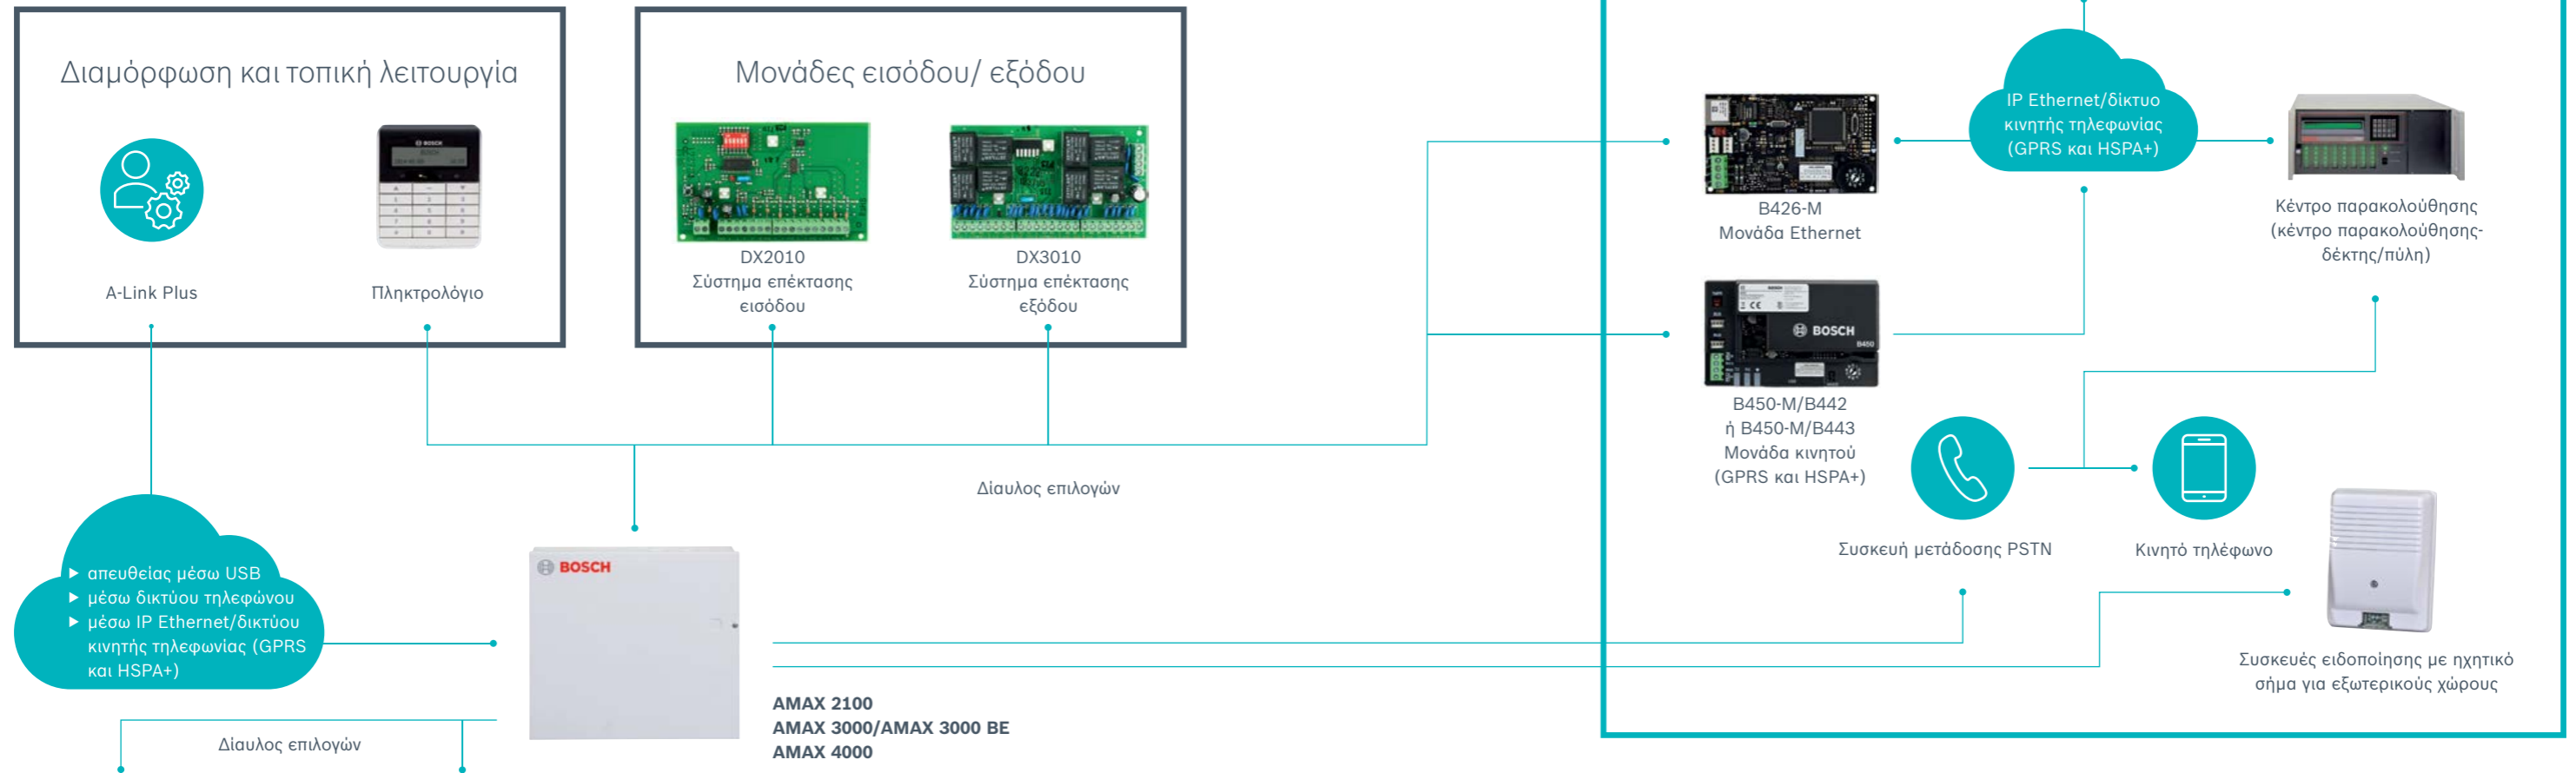 Διαμόρφωση και τοπική λειτουργία
A-Link Plus
Πληκτρολόγιο
Μονάδες εισόδου/ εξόδου
DX2010
Σύστημα επέκτασης
εισόδου
DX3010
Σύστημα επέκτασης
εξόδου
Δίαυλος επιλογών
▶ απευθείας μέσω USB
▶ μέσω δικτύου τηλεφώνου
▶ μέσω IP Ethernet/δικτύου
κινητής τηλεφωνίας (GPRS
και HSPA+)
Δίαυλος επιλογών
BOSCH
AMAX 2100
AMAX 3000/AMAX 3000 BE
AMAX 4000
B426-M
Μονάδα Ethernet
IP Ethernet/δίκτυο
κινητής τηλεφωνίας
(GPRS και HSPA+)
Κέντρο παρακολούθησης
(κέντρο παρακολούθησης-
δέκτης/πύλη)
BOSCH
B450
B450-M/B442
ή B450-M/B443
Μονάδα κινητού
(GPRS και HSPA+)
Συσκευή μετάδοσης PSTN
Κινητό τηλέφωνο
Συσκευές ειδοποίησης με ηχητικό
σήμα για εξωτερικούς χώρους